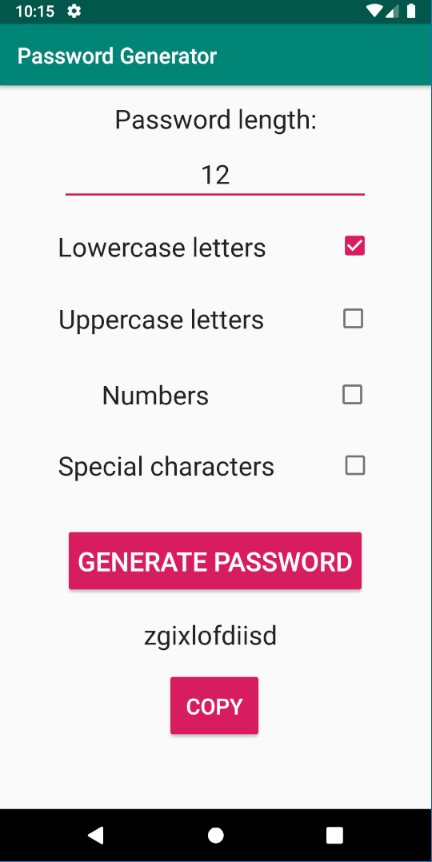 10:15
Password Generator
Password length:
12
Lowercase letters
Uppercase letters
Numbers
Special characters
GENERATE PASSWORD
zgixlofdiisd
COPY